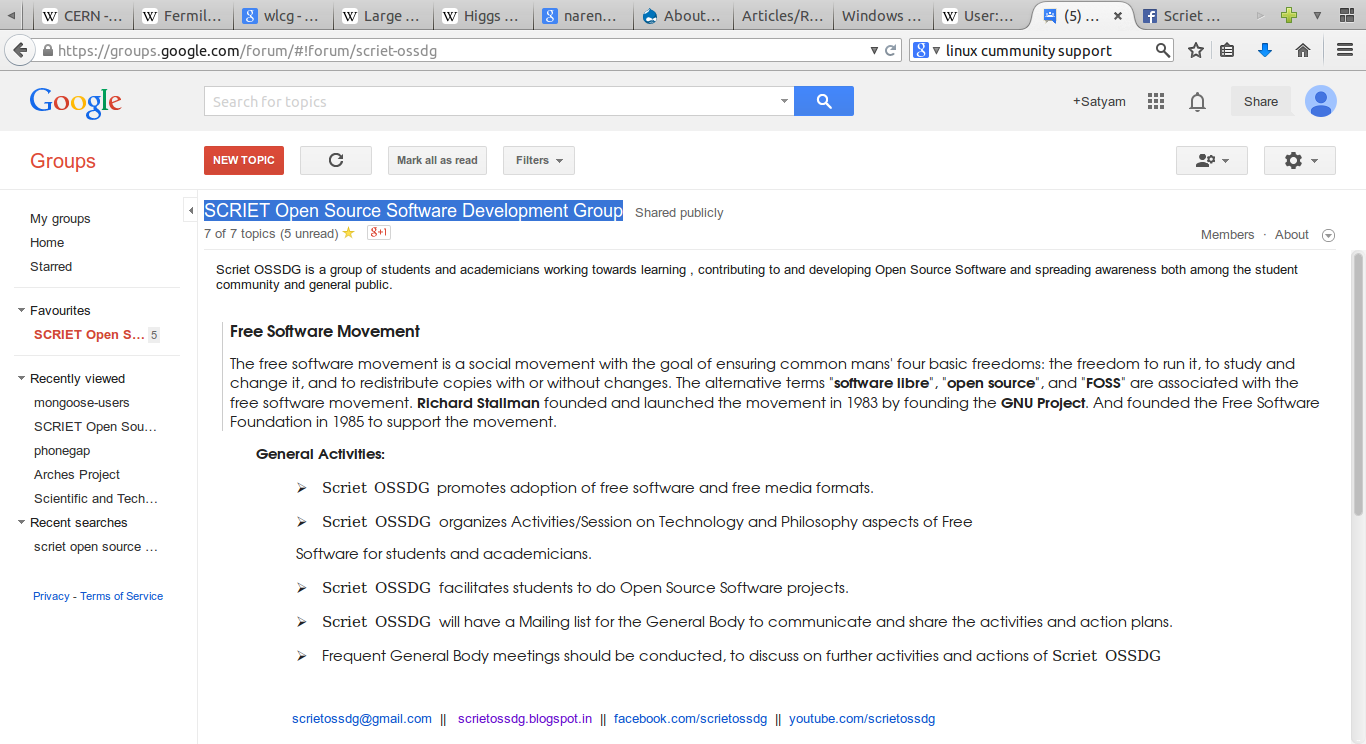 CERN -...
Fermil...
wlcg - ...
Large ...
Higgs ...
naren...
About...
Articles/R...
Windows ...
User:...
(5) ...
Scriet ...
https://groups.google.com/forum/#!forum/scriet-ossdg
linux cummunity support
Google
Search for topics
+Satyam
Share
Groups
NEW TOPIC
Mark all as read
Filters
My groups
Home
Starred
Favourites
SCRIET Open S... 5
Recently viewed
mongoose-users
SCRIET Open Sou...
phonegap
Arches Project
Scientific and Tech...
Recent searches
scriet open source ...
Privacy - Terms of Service
SCRIET Open Source Software Development Group Shared publicly
7 of 7 topics (5 unread) g+1
Members · About
Scriet OSSDG is a group of students and academicians working towards learning , contributing to and developing Open Source Software and spreading awareness both among the student
community and general public.
Free Software Movement
The free software movement is a social movement with the goal of ensuring common mans' four basic freedoms: the freedom to run it, to study and
change it, and to redistribute copies with or without changes. The alternative terms "software libre", "open source", and "FOSS" are associated with the
free software movement. Richard Stallman founded and launched the movement in 1983 by founding the GNU Project. And founded the Free Software
Foundation in 1985 to support the movement.
General Activities:
➢ Scriet OSSDG promotes adoption of free software and free media formats.
➢ Scriet OSSDG organizes Activities/Session on Technology and Philosophy aspects of Free
Software for students and academicians.
➢ Scriet OSSDG facilitates students to do Open Source Software projects.
➢ Scriet OSSDG will have a Mailing list for the General Body to communicate and share the activities and action plans.
➢ Frequent General Body meetings should be conducted, to discuss on further activities and actions of Scriet OSSDG
scrietossdg@gmail.com || scrietossdg.blogspot.in || facebook.com/scrietossdg || youtube.com/scrietossdg